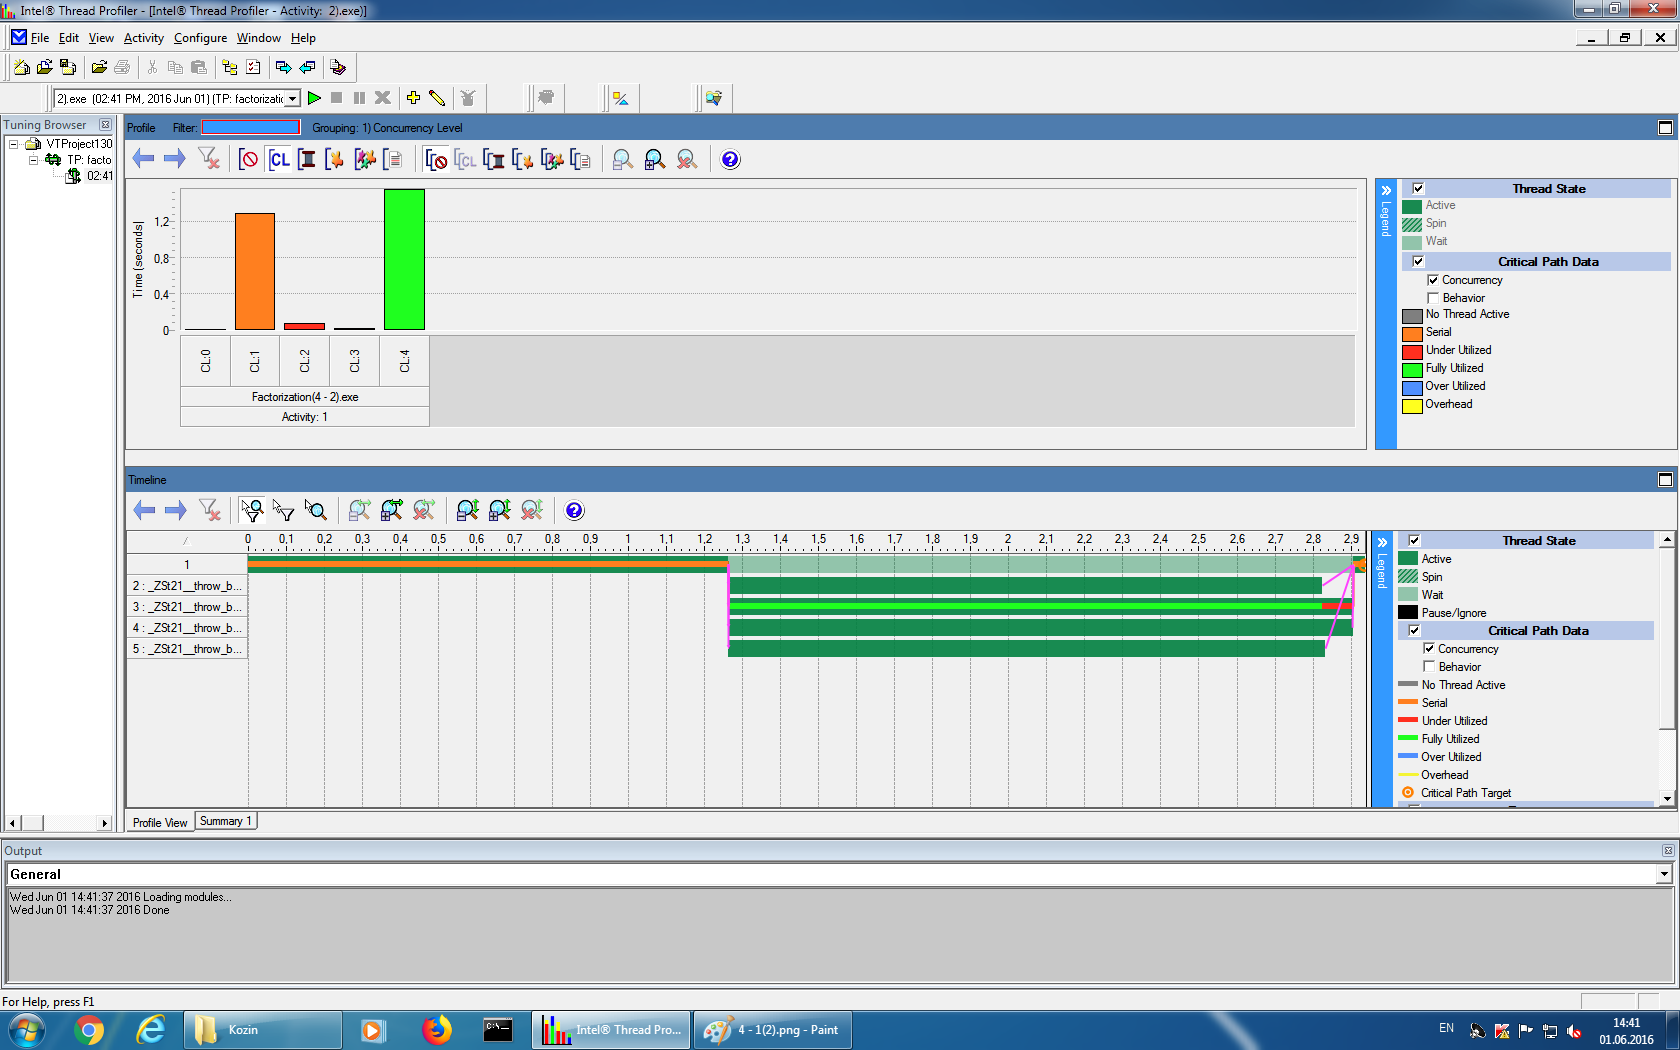 Intel® Thread Profiler - [Intel® Thread Profiler - Activity:  2).exe)]
File Edit View Activity Configure Window Help
2).exe (02:41 PM, 2016 Jun 01) (TP: factorizatic
Tuning Browser
VTProject130
TP: facto
02:41
Profile Filter: Grouping: 1) Concurrency Level
CL
CL
Time (seconds)
1,2
0,8
0,4
0
CL:0 CL:1 CL:2 CL:3 CL:4
Factorization(4 - 2).exe
Activity: 1
Legend
Thread State
Active
Spin
Wait
Critical Path Data
Concurrency
Behavior
No Thread Active
Serial
Under Utilized
Fully Utilized
Over Utilized
Overhead
Timeline
0 0,1 0,2 0,3 0,4 0,5 0,6 0,7 0,8 0,9 1 1,1 1,2 1,3 1,4 1,5 1,6 1,7 1,8 1,9 2 2,1 2,2 2,3 2,4 2,5 2,6 2,7 2,8 2,9
1
2 : _ZSt21__throw_b...
3 : _ZSt21__throw_b...
4 : _ZSt21__throw_b...
5 : _ZSt21__throw_b...
Legend
Thread State
Active
Spin
Wait
Pause/Ignore
Critical Path Data
Concurrency
Behavior
No Thread Active
Serial
Under Utilized
Fully Utilized
Over Utilized
Overhead
Critical Path Target
Profile View Summary 1
Output
General
Wed Jun 01 14:41:37 2016 Loading modules...
Wed Jun 01 14:41:37 2016 Done
For Help, press F1
Kozin
Intel® Thread Pro...
4 - 1(2).png - Paint
EN
14:41
01.06.2016